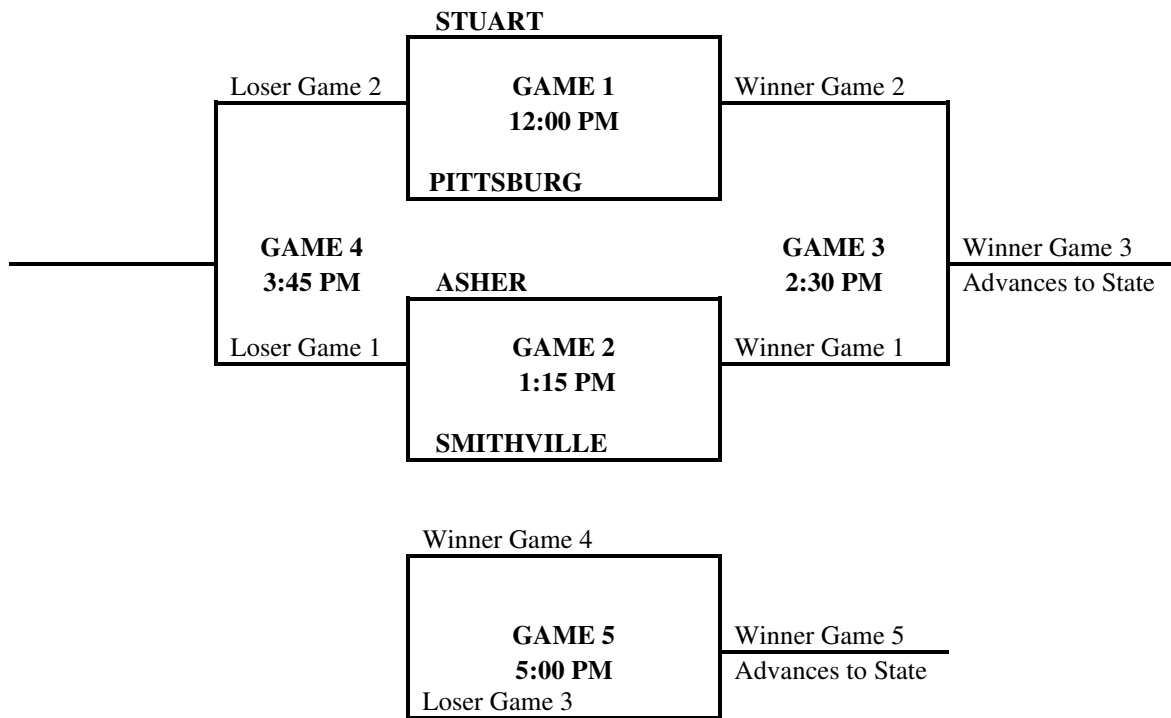 STUART
Loser Game 2
GAME 1
Winner Game 2
12:00 PM
PITTSBURG
GAME 4
GAME 3
Winner Game 3
3:45 PM
ASHER
2:30 PM
Advances to State
Loser Game 1
GAME 2
Winner Game 1
1:15 PM
SMITHVILLE
Winner Game 4
GAME 5
Winner Game 5
5:00 PM
Advances to State
Loser Game 3